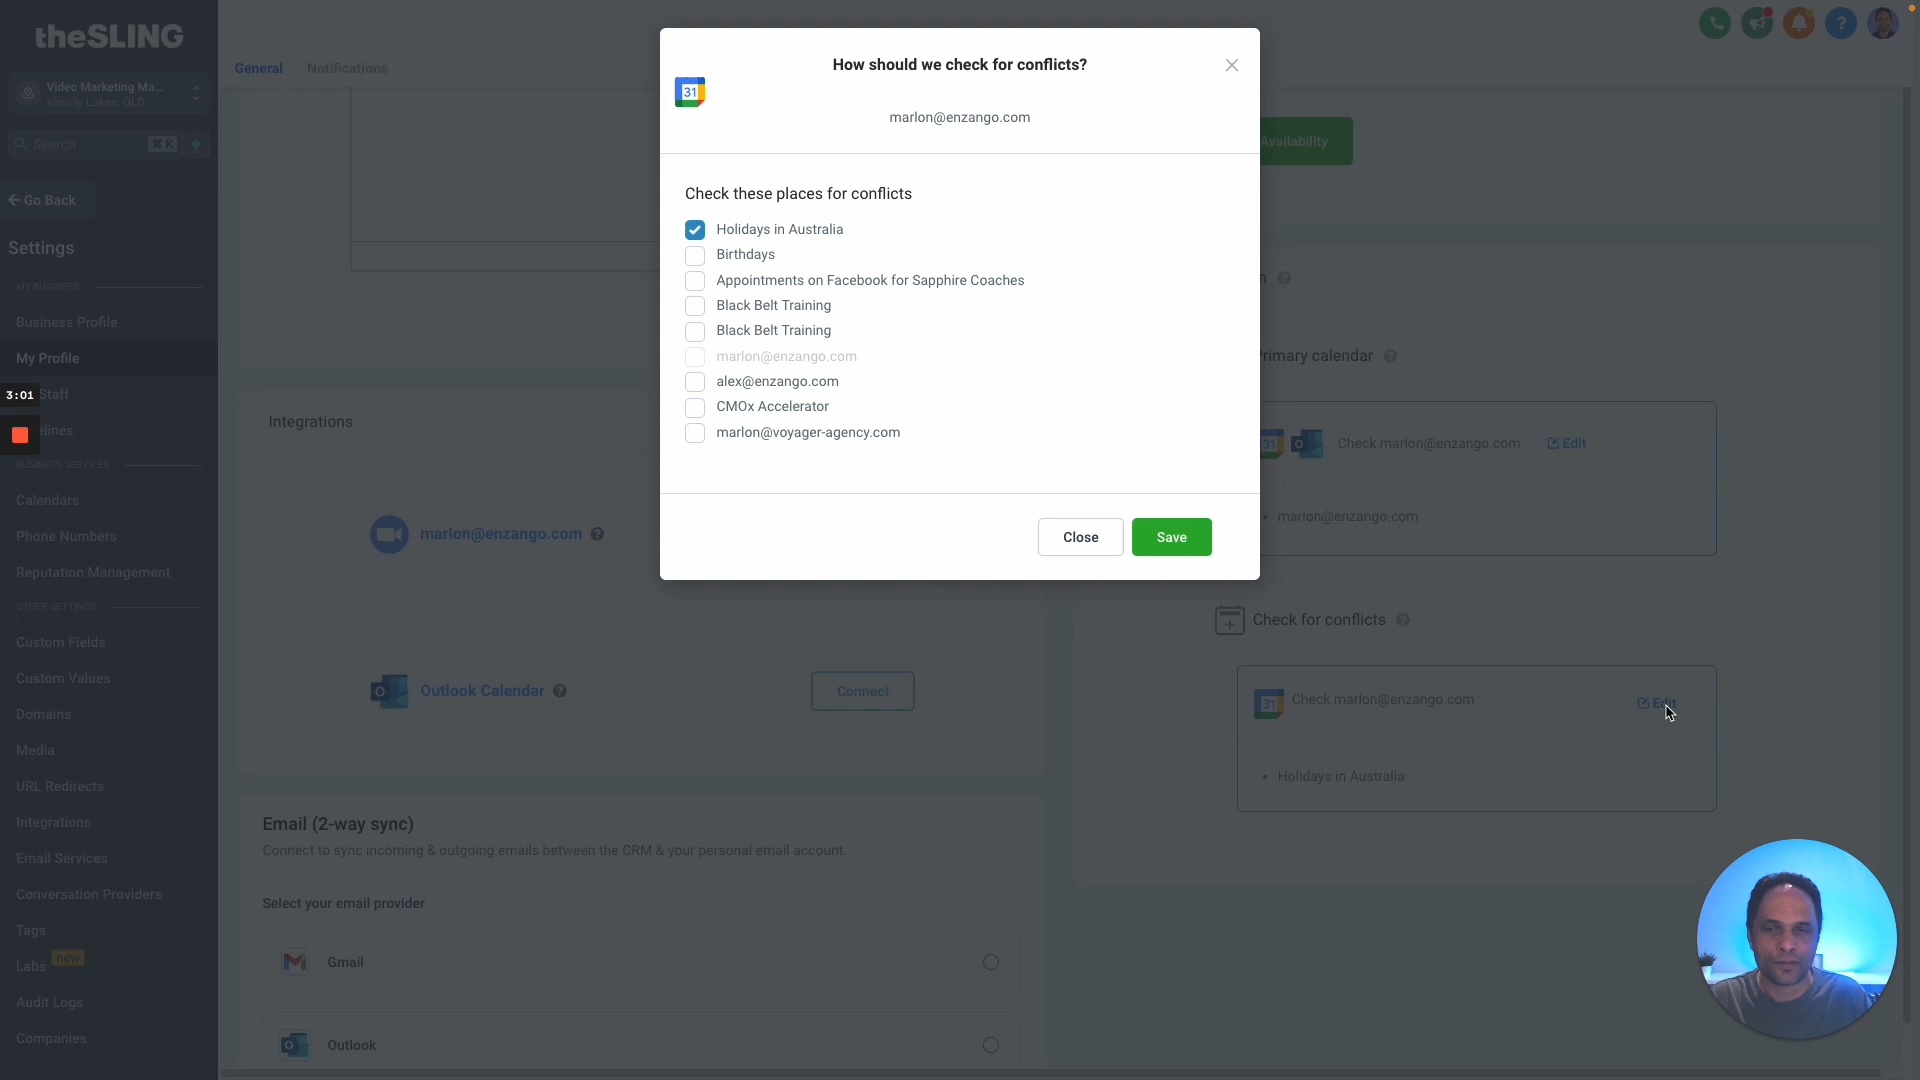 theSLING
Video Marketing Ma...
Varsity Lakes, QLD
Search
⌘ K
Go Back
Settings
MY BUSINESS
Business Profile
My Profile
3:01
Staff
elines
BUSINESS SERVICES
Calendars
Phone Numbers
Reputation Management
OTHER SETTINGS
Custom Fields
Custom Values
Domains
Media
URL Redirects
Integrations
Email Services
Conversation Providers
Tags
Labs new
Audit Logs
Companies
General
Notifications
Integrations
marlon@enzango.com
Outlook Calendar
Connect
Email (2-way sync)
Connect to sync incoming & outgoing emails between the CRM & your personal email account.
Select your email provider
Gmail
Outlook
How should we check for conflicts?
31
marlon@enzango.com
Check these places for conflicts
Holidays in Australia
Birthdays
Appointments on Facebook for Sapphire Coaches
Black Belt Training
Black Belt Training
marlon@enzango.com
alex@enzango.com
CMOx Accelerator
marlon@voyager-agency.com
Close
Save
Availability
n
Primary calendar
31
Check marlon@enzango.com
Edit
• marlon@enzango.com
Check for conflicts
31
Check marlon@enzango.com
Edit
• Holidays in Australia